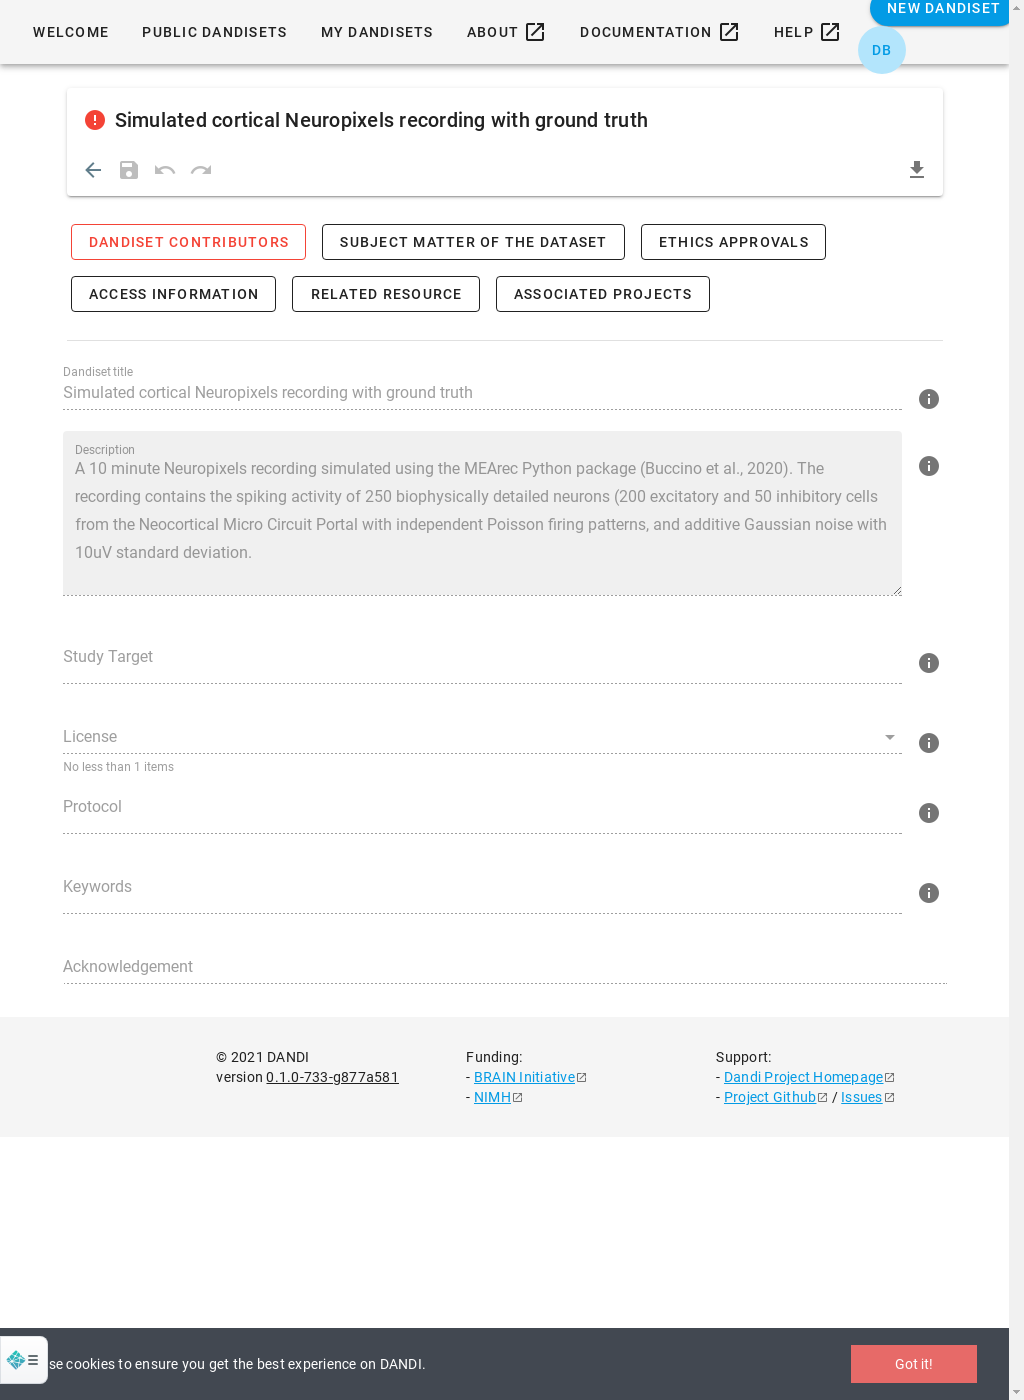 NEW DANDISET
WELCOME
PUBLIC DANDISETS
MY DANDISETS
ABOUT
DOCUMENTATION
HELP
DB
Simulated cortical Neuropixels recording with ground truth
DANDISET CONTRIBUTORS
SUBJECT MATTER OF THE DATASET
ETHICS APPROVALS
ACCESS INFORMATION
RELATED RESOURCE
ASSOCIATED PROJECTS
Dandiset title
Simulated cortical Neuropixels recording with ground truth
Description
A 10 minute Neuropixels recording simulated using the MEArec Python package (Buccino et al., 2020). The
recording contains the spiking activity of 250 biophysically detailed neurons (200 excitatory and 50 inhibitory cells
from the Neocortical Micro Circuit Portal with independent Poisson firing patterns, and additive Gaussian noise with
10uV standard deviation.
Study Target
License
No less than 1 items
Protocol
Keywords
Acknowledgement
© 2021 DANDI
version 0.1.0-733-g877a581
Funding:
- BRAIN Initiative
- NIMH
Support:
- Dandi Project Homepage
- Project Github / Issues
se cookies to ensure you get the best experience on DANDI.
Got it!